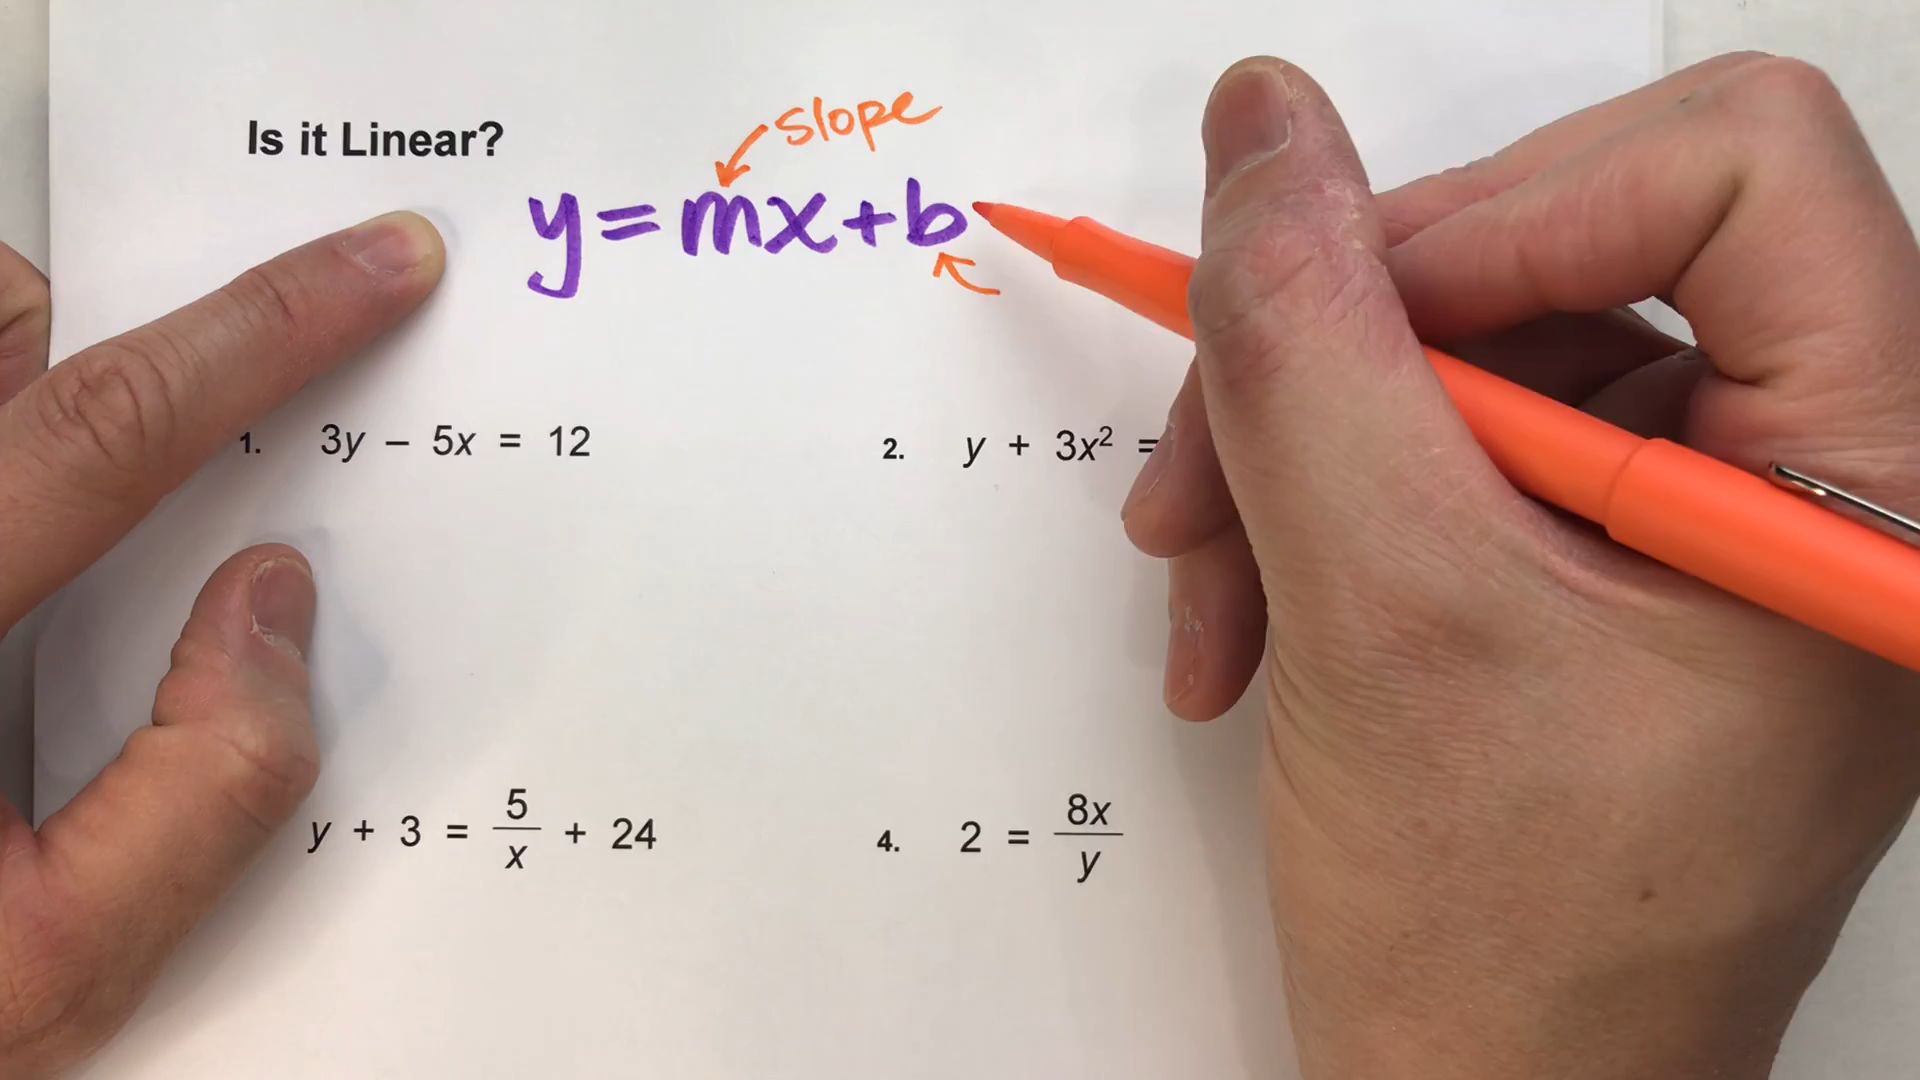 slope
Is it Linear?
y=mx+b
1. 3y – 5x = 12
2. y + 3x² =
y + 3 = 5/x + 24
4. 2 = 8x/y